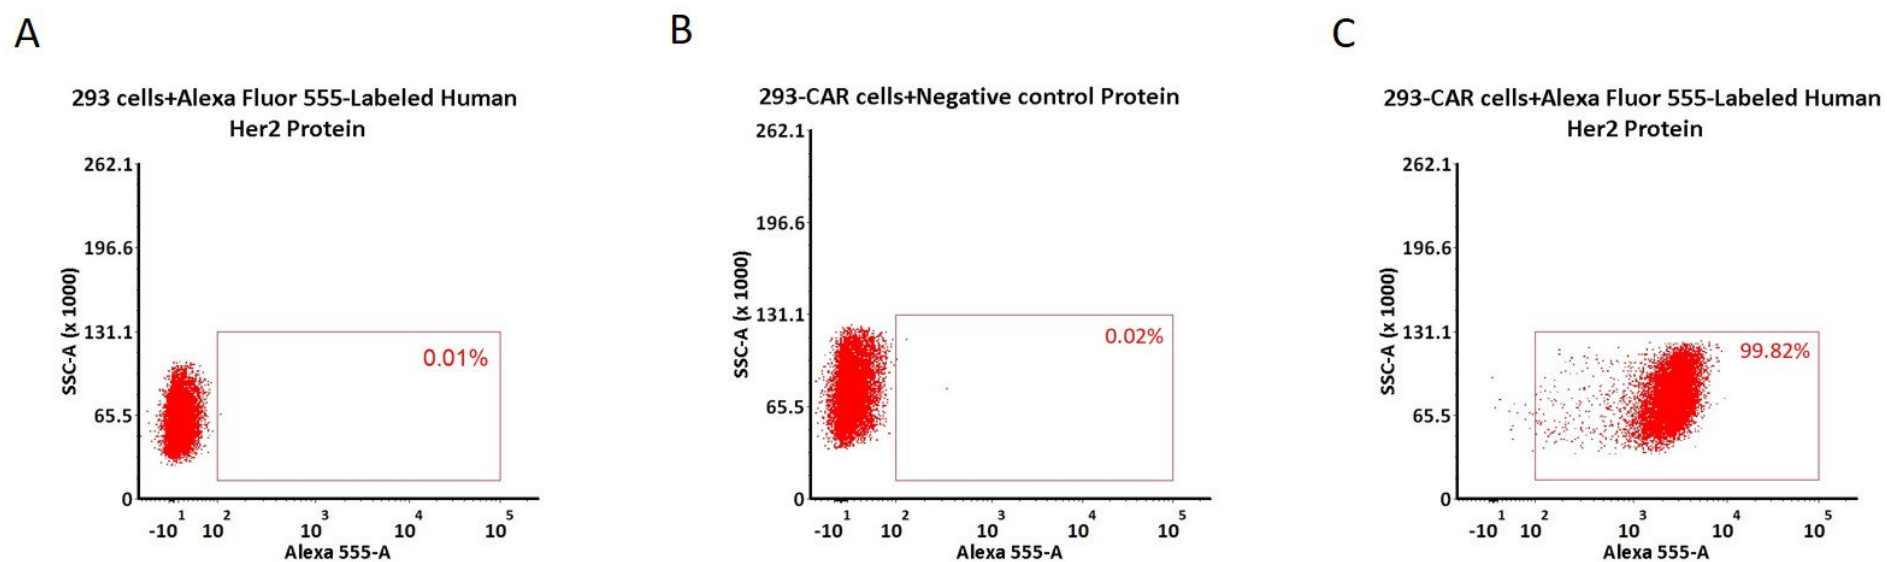 A
293 cells+Alexa Fluor 555-Labeled Human
Her2 Protein
262.1
196.6
131.1
65.5
0
SSC-A (x 1000)
0.01%
-10 1 10 2 10 3 10 4 10 5
Alexa 555-A
B
293-CAR cells+Negative control Protein
262.1
196.6
131.1
65.5
0
SSC-A (x 1000)
0.02%
-10 1 10 2 10 3 10 4 10 5
Alexa 555-A
C
293-CAR cells+Alexa Fluor 555-Labeled Human
Her2 Protein
262.1
196.6
131.1
65.5
0
SSC-A (x 1000)
99.82%
-10 1 10 2 10 3 10 4 10 5
Alexa 555-A